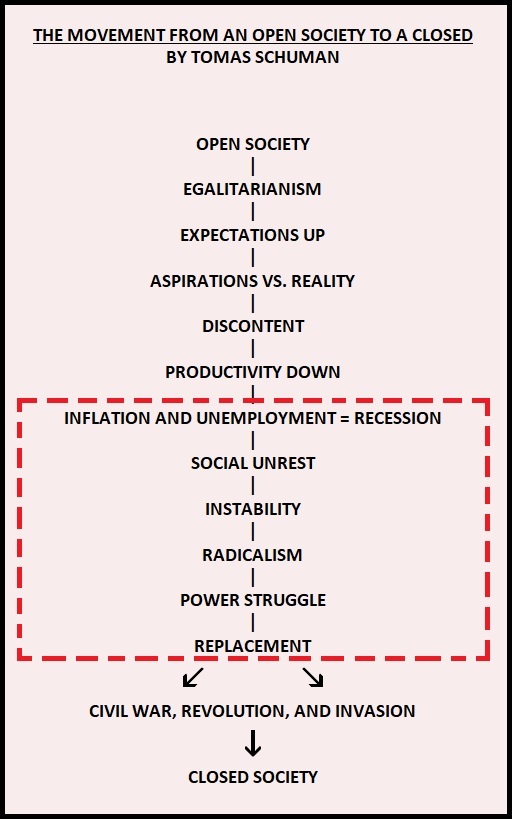 THE MOVEMENT FROM AN OPEN SOCIETY TO A CLOSED
BY TOMAS SCHUMAN
OPEN SOCIETY
EGALITARIANISM
EXPECTATIONS UP
ASPIRATIONS VS. REALITY
DISCONTENT
PRODUCTIVITY DOWN
INFLATION AND UNEMPLOYMENT = RECESSION
SOCIAL UNREST
INSTABILITY
RADICALISM
POWER STRUGGLE
REPLACEMENT
CIVIL WAR, REVOLUTION, AND INVASION
CLOSED SOCIETY